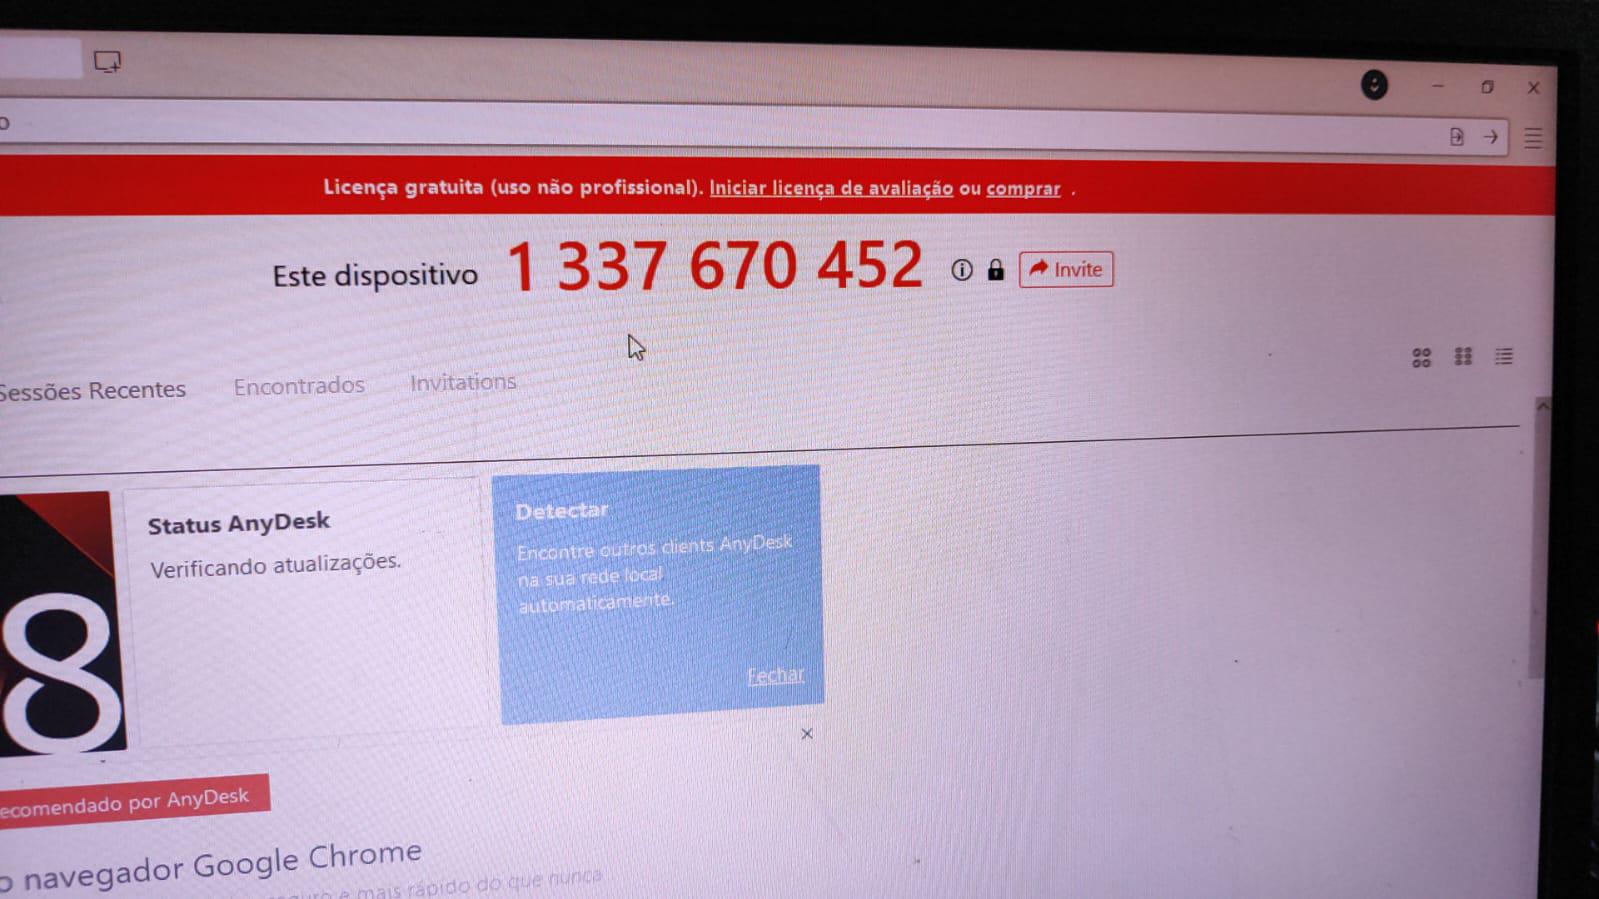 Licença gratuita (uso não profissional). Iniciar licença de avaliação ou comprar .
Este dispositivo 1 337 670 452 Invite
Sessões Recentes Encontrados Invitations
8
Status AnyDesk
Verificando atualizações.
Detectar
Encontre outros clients AnyDesk
na sua rede local
automaticamente.
Fechar
ecomendado por AnyDesk
o navegador Google Chrome
e mais rápido do que nunca